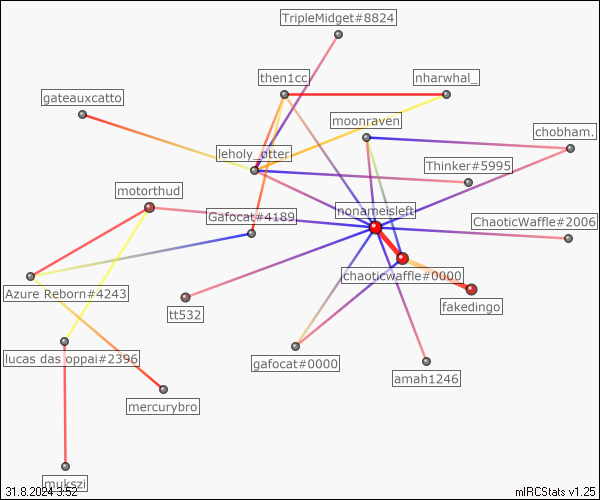 TripleMidget#8824
then1cc
nharwhal_
gateauxcatto
moonraven
chobham.
leholy_otter
Thinker#5995
motorthud
Gafocat#4189
nonameisleft
ChaoticWaffle#2006
chaoticwaffle#0000
Azure Reborn#4243
fakedingo
tt532
lucas das oppai#2396
gafocat#0000
amah1246
mercurybro
mukszi
31.8.2024 3:52
mIRCStats v1.25